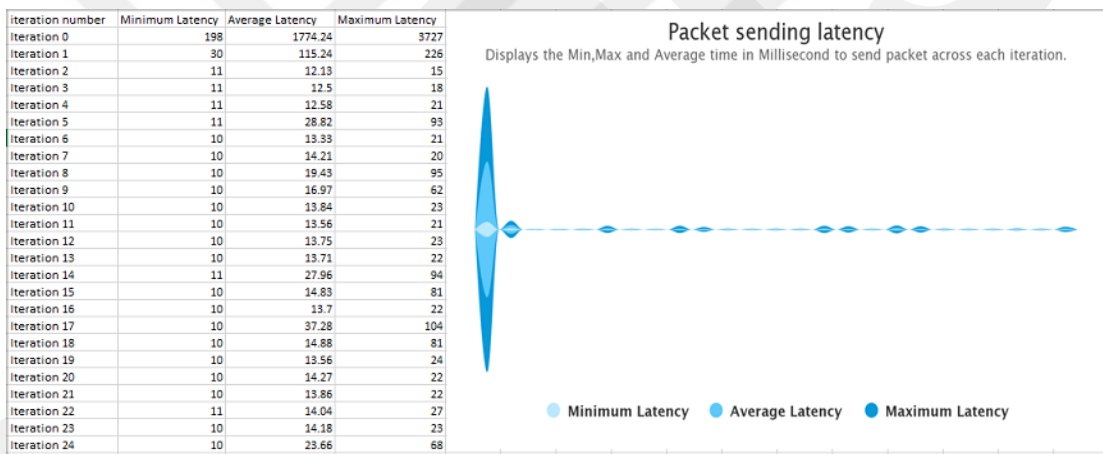 iteration number Minimum Latency Average Latency Maximum Latency
Iteration 0 198 1774.24 3727
Iteration 1 30 115.24 226
Iteration 2 11 12.13 15
Iteration 3 11 12.5 18
Iteration 4 11 12.58 21
Iteration 5 11 28.82 93
Iteration 6 10 13.33 21
Iteration 7 10 14.21 20
Iteration 8 10 19.43 95
Iteration 9 10 16.97 62
Iteration 10 10 13.84 23
Iteration 11 10 13.56 21
Iteration 12 10 13.75 23
Iteration 13 10 13.71 22
Iteration 14 11 27.96 94
Iteration 15 10 14.83 81
Iteration 16 10 13.7 22
Iteration 17 10 37.28 104
Iteration 18 10 14.88 81
Iteration 19 10 13.56 24
Iteration 20 10 14.27 22
Iteration 21 10 13.86 22
Iteration 22 11 14.04 27
Iteration 23 10 14.18 23
Iteration 24 10 23.66 68
Packet sending latency
Displays the Min,Max and Average time in Millisecond to send packet across each iteration.
Minimum Latency Average Latency Maximum Latency